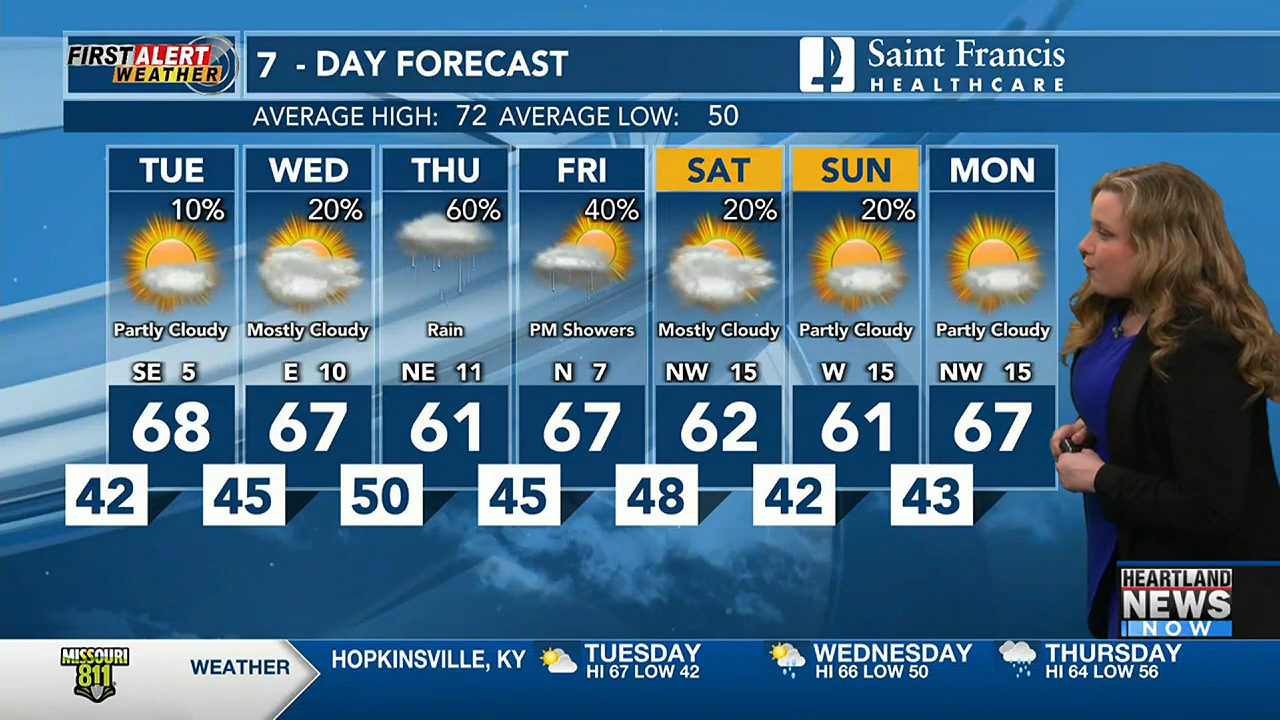 FIRST ALERT
WEATHER
7 - DAY FORECAST
Saint Francis
HEALTHCARE
AVERAGE HIGH: 72 AVERAGE LOW: 50
TUE WED THU FRI SAT SUN MON
10% 20% 60% 40% 20% 20%
Partly Cloudy Mostly Cloudy Rain PM Showers Mostly Cloudy Partly Cloudy Partly Cloudy
SE 5 E 10 NE 11 N 7 NW 15 W 15 NW 15
68 67 61 67 62 61 67
42 45 50 45 48 42 43
HEARTLAND
NEWS
NOW
MISSOURI
811
WEATHER
HOPKINSVILLE, KY
TUESDAY
HI 67 LOW 42
WEDNESDAY
HI 66 LOW 50
THURSDAY
HI 64 LOW 56